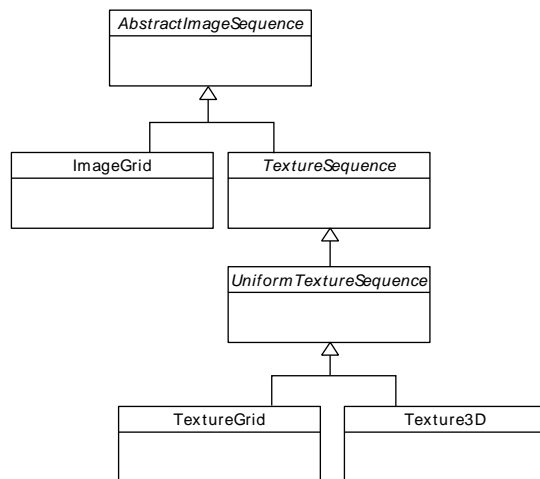 AbstractImageSequence
ImageGrid
TextureSequence
UniformTextureSequence
TextureGrid
Texture3D